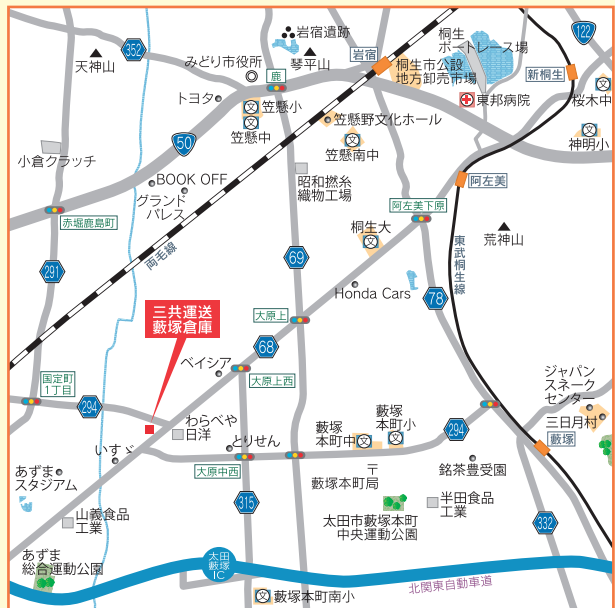 岩宿遺跡
122
352
桐生
ボートレース場
天神山
みどり市役所
琴平山
岩宿
桐生市公設
地方卸売市場
新桐生
鹿
トヨタ
笠懸小
東邦病院
桜木中
笠懸野文化ホール
笠懸中
50
笠懸南中
神明小
小倉クラッチ
昭和撚糸
織物工場
BOOK OFF
グランド
パレス
阿左美
阿左美下原
赤堀鹿島町
桐生大
荒神山
両毛線
東武桐生線
69
291
Honda Cars
78
三共運送
藪塚倉庫
大原上
68
ベイシア
国定町
1丁目
大原上西
ジャパン
スネーク
センター
294
わらべや
日洋
藪塚
本町小
三日月村
藪塚
本町中
294
いすゞ
とりせん
藪塚
大原中西
〒
藪塚本町局
銘茶豊受園
あずま
スタジアム
315
半田食品
工業
太田市藪塚本町
中央運動公園
山義食品
工業
332
太田
藪塚
IC
あずま
総合運動公園
北関東自動車道
藪塚本町南小